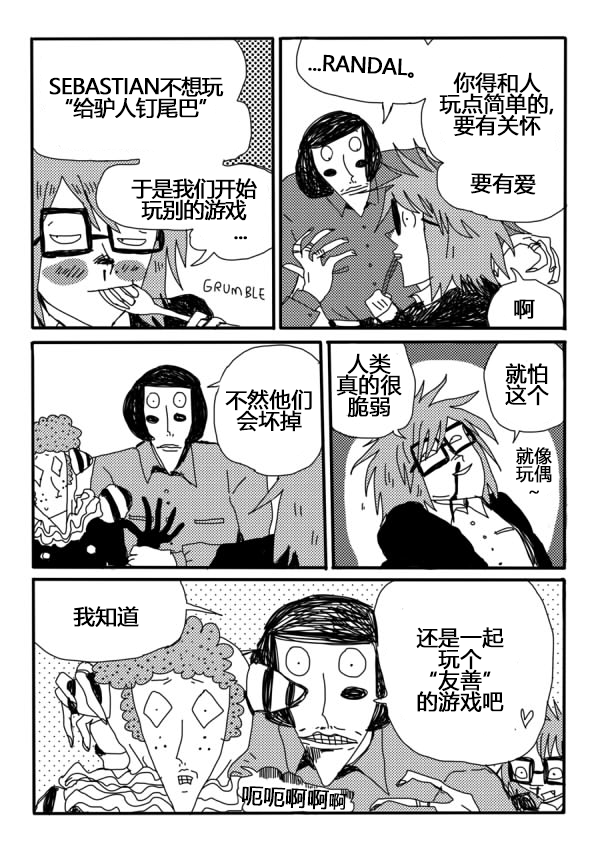 SEBASTIAN不想玩
“给驴人钉尾巴”
于是我们开始
玩别的游戏
...
GRUMBLE
...RANDAL。
你得和人
玩点简单的,
要有关怀
要有爱
啊
不然他们
会坏掉
人类
真的很
脆弱
就怕
这个
就像
玩偶
~
我知道
还是一起
玩个
“友善”
的游戏吧
呃呃啊啊啊